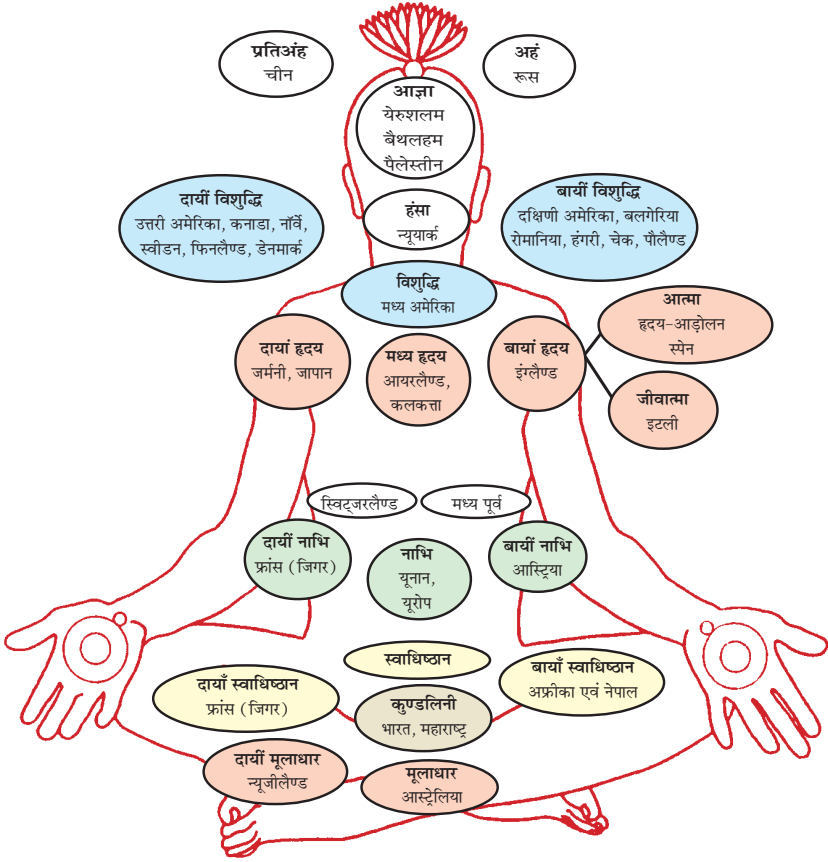 प्रतिअंह
चीन
अहं
रूस
आज्ञा
येरुशलम
बैथलहम
पैलेस्तीन
दायीं विशुद्धि
उत्तरी अमेरिका, कनाडा, नॉर्वे,
स्वीडन, फिनलैण्ड, डेनमार्क
हंसा
न्यूयार्क
बायीं विशुद्धि
दक्षिणी अमेरिका, बलगेरिया
रोमानिया, हंगरी, चेक, पौलैण्ड
विशुद्धि
मध्य अमेरिका
आत्मा
हृदय-आड़ोलन
स्पेन
दायां हृदय
जर्मनी, जापान
मध्य हृदय
आयरलैण्ड,
कलकत्ता
बायां हृदय
इंग्लैण्ड
जीवात्मा
इटली
स्विट्जरलैण्ड
मध्य पूर्व
दायीं नाभि
फ्रांस (जिगर)
नाभि
यूनान,
यूरोप
बायीं नाभि
आस्ट्रिया
स्वाधिष्ठान
दायाँ स्वाधिष्ठान
फ्रांस (जिगर)
बायाँ स्वाधिष्ठान
अफ्रीका एवं नेपाल
कुण्डलिनी
भारत, महाराष्ट्र
दायीं मूलाधार
न्यूजीलैण्ड
मूलाधार
आस्ट्रेलिया